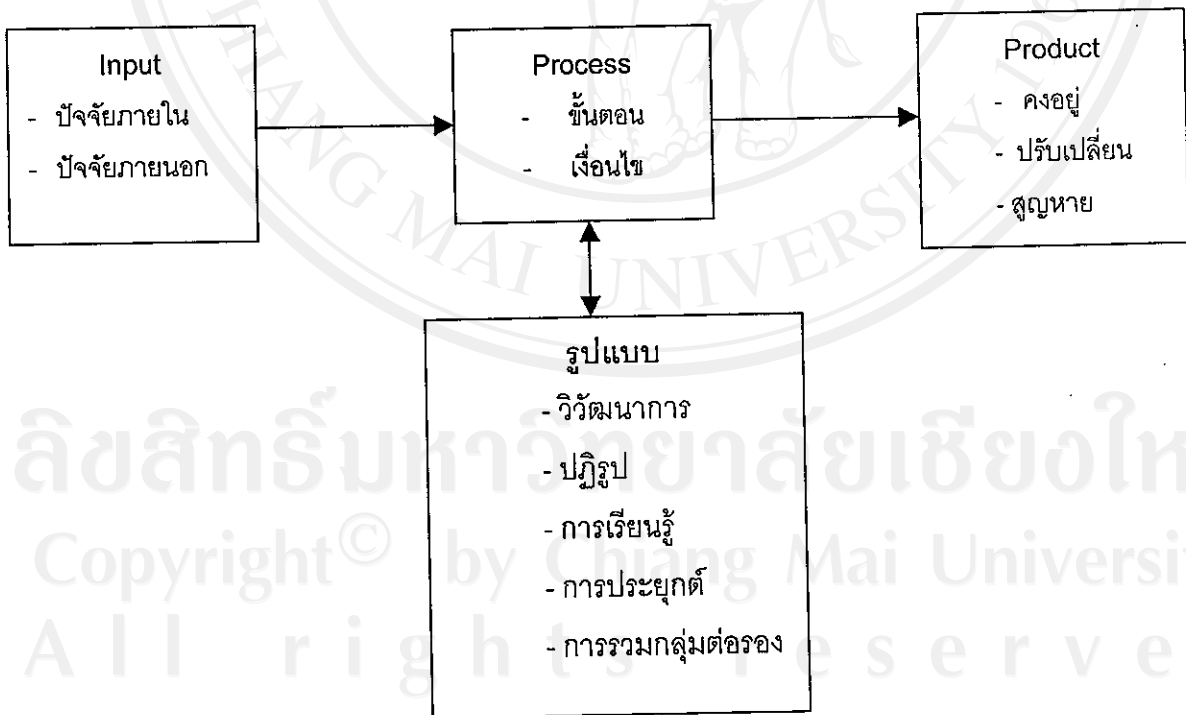 Input
- ปัจจัยภายใน
- ปัจจัยภายนอก
Process
- ขั้นตอน
- เงื่อนไข
Product
- คงอยู่
- ปรับเปลี่ยน
- สูญหาย
รูปแบบ
- วิวัฒนาการ
- ปฏิรูป
- การเรียนรู้
- การประยุกต์
- การรวมกลุ่มต่อรอง
CHANG MAI UNIVERSITY
ลิขสิทธิ์มหาวิทยาลัยเชียงให
Copyright© by Chiang Mai Universit
All rights reserve